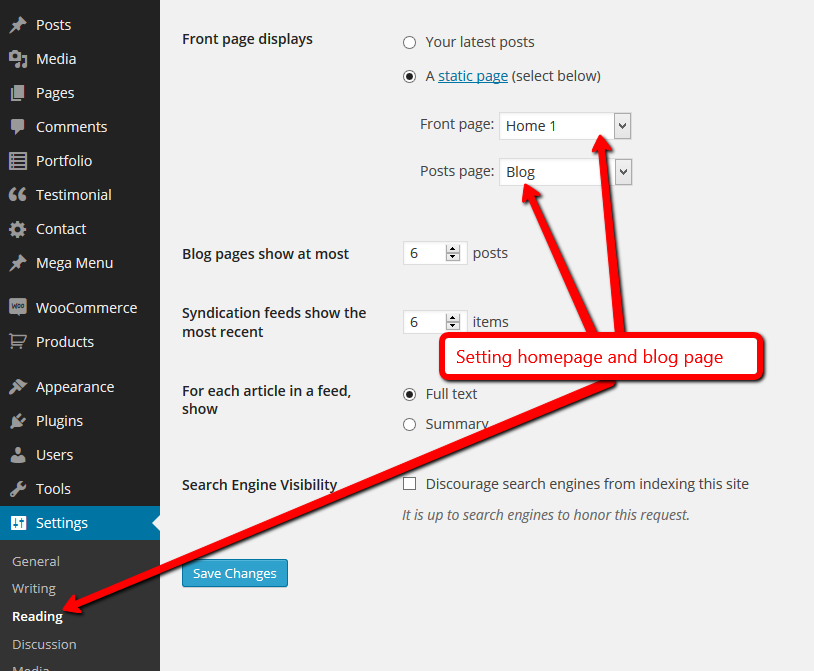 Posts
Media
Pages
Comments
Portfolio
Testimonial
Contact
Mega Menu
WooCommerce
Products
Appearance
Plugins
Users
Tools
Settings
General
Writing
Reading
Discussion
Media
Front page displays
Your latest posts
A static page (select below)
Front page: Home 1
Posts page: Blog
Blog pages show at most
6 posts
Syndication feeds show the
most recent
6 items
Setting homepage and blog page
For each article in a feed,
show
Full text
Summary
Search Engine Visibility
Discourage search engines from indexing this site
It is up to search engines to honor this request.
Save Changes